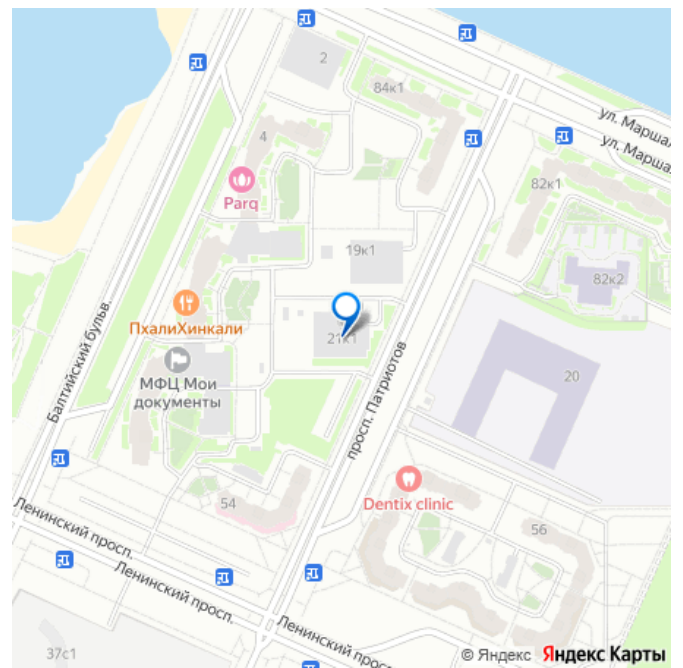 2
84к1
ул. Маршал
ул. Марша
4
Parq
82к1
19к1
82к2
ПхалиХинкали
21к1
Балтийский бульв.
МФЦ Мои
документы
просп. Патриотов
20
Dentix clinic
54
56
Ленинский просп.
Ленинский просп.
Ленинский просп.
37с1
© Яндекс Яндекс Карты